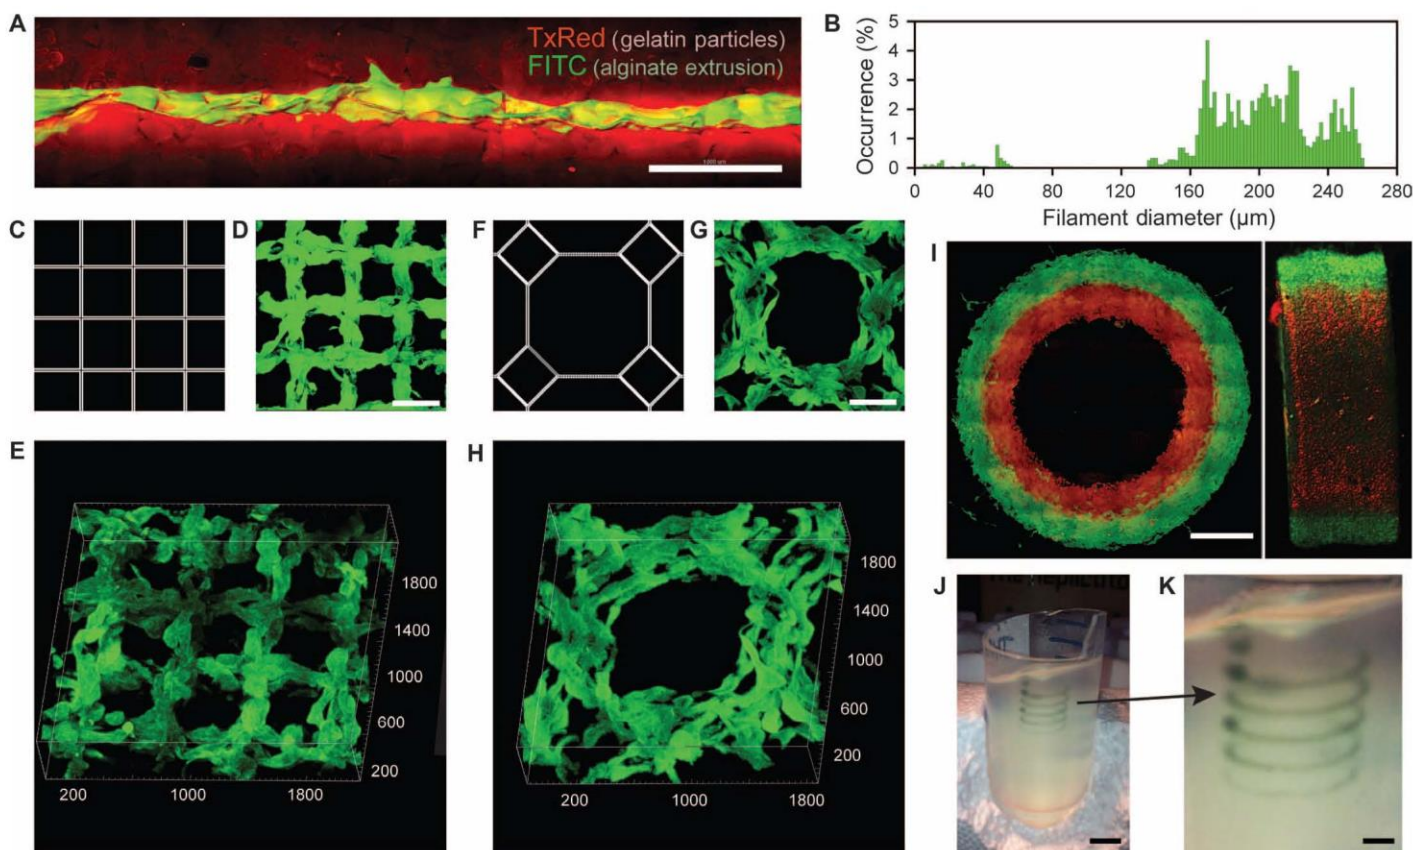 A
TxRed (gelatin particles)
FITC (alginate extrusion)
1000 um
B
Occurrence (%)
5
4
3
2
1
0
0 40 80 120 160 200 240 280
Filament diameter (µm)
C
D
F
G
I
E
1800
1400
1000
600
200
200 1000 1800
H
1800
1400
1000
600
200
200 1000 1800
J
K